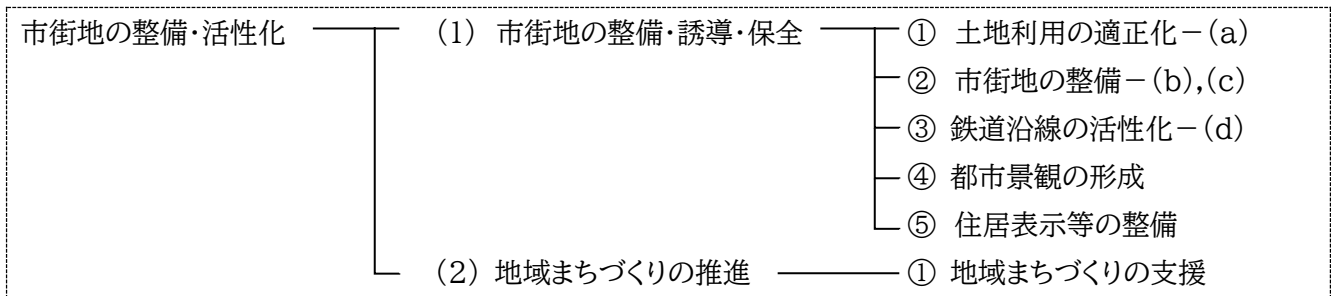 市街地の整備・活性化 (1) 市街地の整備・誘導・保全 ① 土地利用の適正化－(a)
② 市街地の整備－(b),(c)
③ 鉄道沿線の活性化－(d)
④ 都市景観の形成
⑤ 住居表示等の整備
(2) 地域まちづくりの推進 ① 地域まちづくりの支援